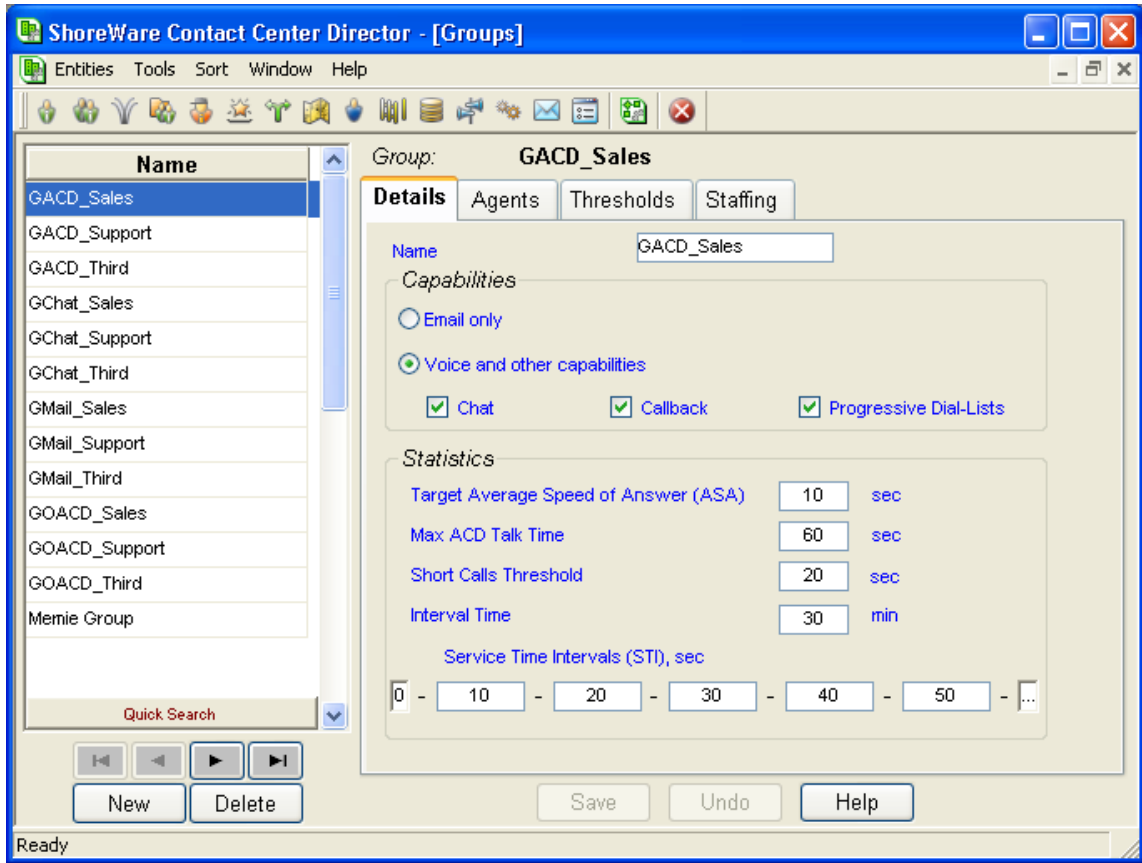 ShoreWare Contact Center Director - [Groups]
Entities Tools Sort Window Help
Name
GACD_Sales
GACD_Support
GACD_Third
GChat_Sales
GChat_Support
GChat_Third
GMail_Sales
GMail_Support
GMail_Third
GOACD_Sales
GOACD_Support
GOACD_Third
Memie Group
Quick Search
New Delete
Group: GACD_Sales
Details Agents Thresholds Staffing
Name GACD_Sales
Capabilities
Email only
Voice and other capabilities
Chat Callback Progressive Dial-Lists
Statistics
Target Average Speed of Answer (ASA) 10 sec
Max ACD Talk Time 60 sec
Short Calls Threshold 20 sec
Interval Time 30 min
Service Time Intervals (STI), sec
0 - 10 - 20 - 30 - 40 - 50 - ...
Save Undo Help
Ready